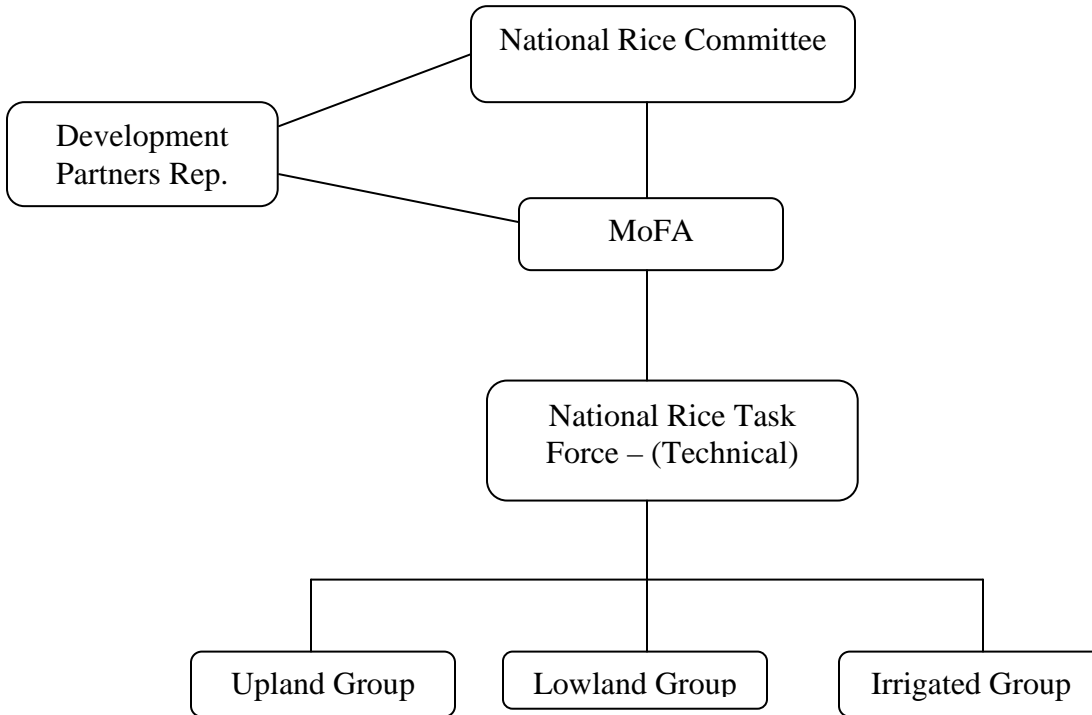 National Rice Committee
Development
Partners Rep.
MoFA
National Rice Task
Force – (Technical)
Upland Group
Lowland Group
Irrigated Group